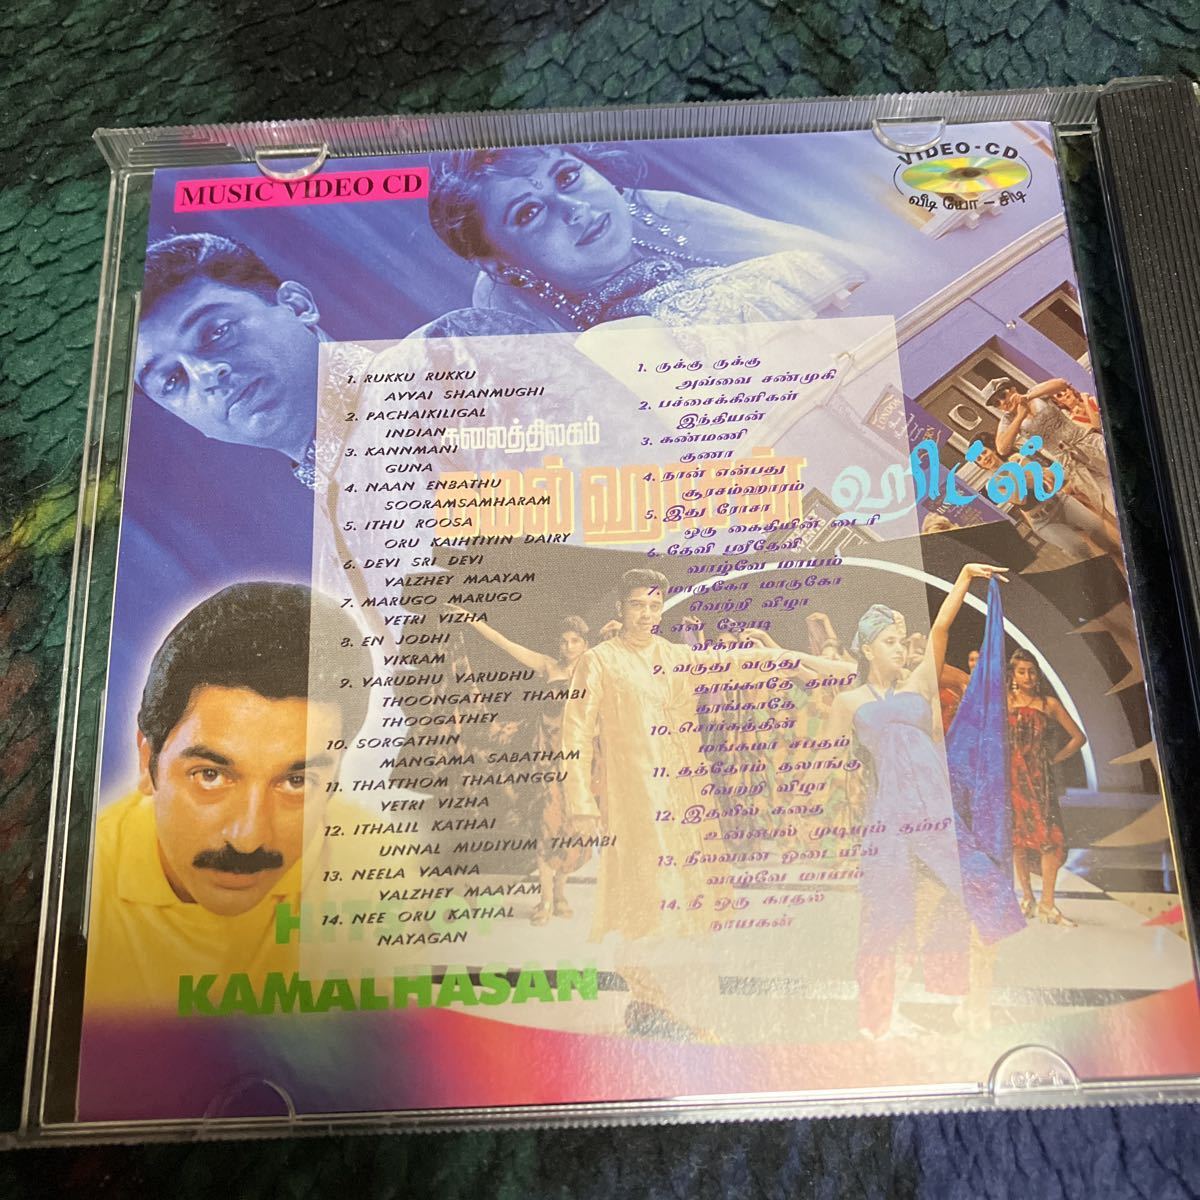 MUSIC VIDEO CD
VIDEO - CD
வீடியோ - சிடி
1. RUKKU RUKKU
AVVAI SHANMUGHI
2. PACHAIKILIGAL
INDIAN
3. KANNMANI
GUNA
4. NAAN ENBATHU
SOORAMSAMHARAM
5. ITHU ROOSA
ORU KAIHTIYIN DAIRY
6. DEVI SRI DEVI
VALZHEY MAAYAM
7. MARUGO MARUGO
VETRI VIZHA
8. EN JODHI
VIKRAM
9. VARUDHU VARUDHU
THOONGATHEY THAMBI
THOOGATHEY
10. SORGATHIN
MANGAMA SABATHAM
11. THATTHOM THALANGGU
VETRI VIZHA
12. ITHALIL KATHAI
UNNAL MUDIYUM THAMBI
13. NEELA VAANA
VALZHEY MAAYAM
14. NEE ORU KATHAL
NAYAGAN
1. ருக்கு ருக்கு
அவ்வை சண்முகி
2. பச்சைக்கிளிகள்
இந்தியன்
3. கண்மணி
குணா
4. நான் என்பது
சூரசம்ஹாரம்
5. இது ரோசா
ஒரு கைதியின் டைரி
6. தேவி ஸ்ரீதேவி
வாழ்வே மாயம்
7. மாருகோ மாருகோ
வெற்றி விழா
8. என் ஜோடி
விக்ரம்
9. வருது வருது
தூங்காதே தம்பி
தூங்காதே
10. சொர்கத்தின்
மங்கமா சபதம்
11. தத்தோம் தலாங்கு
வெற்றி விழா
12. இதழில் கதை
உன்னால் முடியும் தம்பி
13. நீலவான ஓடையில்
வாழ்வே மாயம்
14. நீ ஒரு காதல்
நாயகன்
கலைத்திலகம்
கமல் ஹாசன் ஹிட்ஸ்
HITS OF
KAMALHASAN